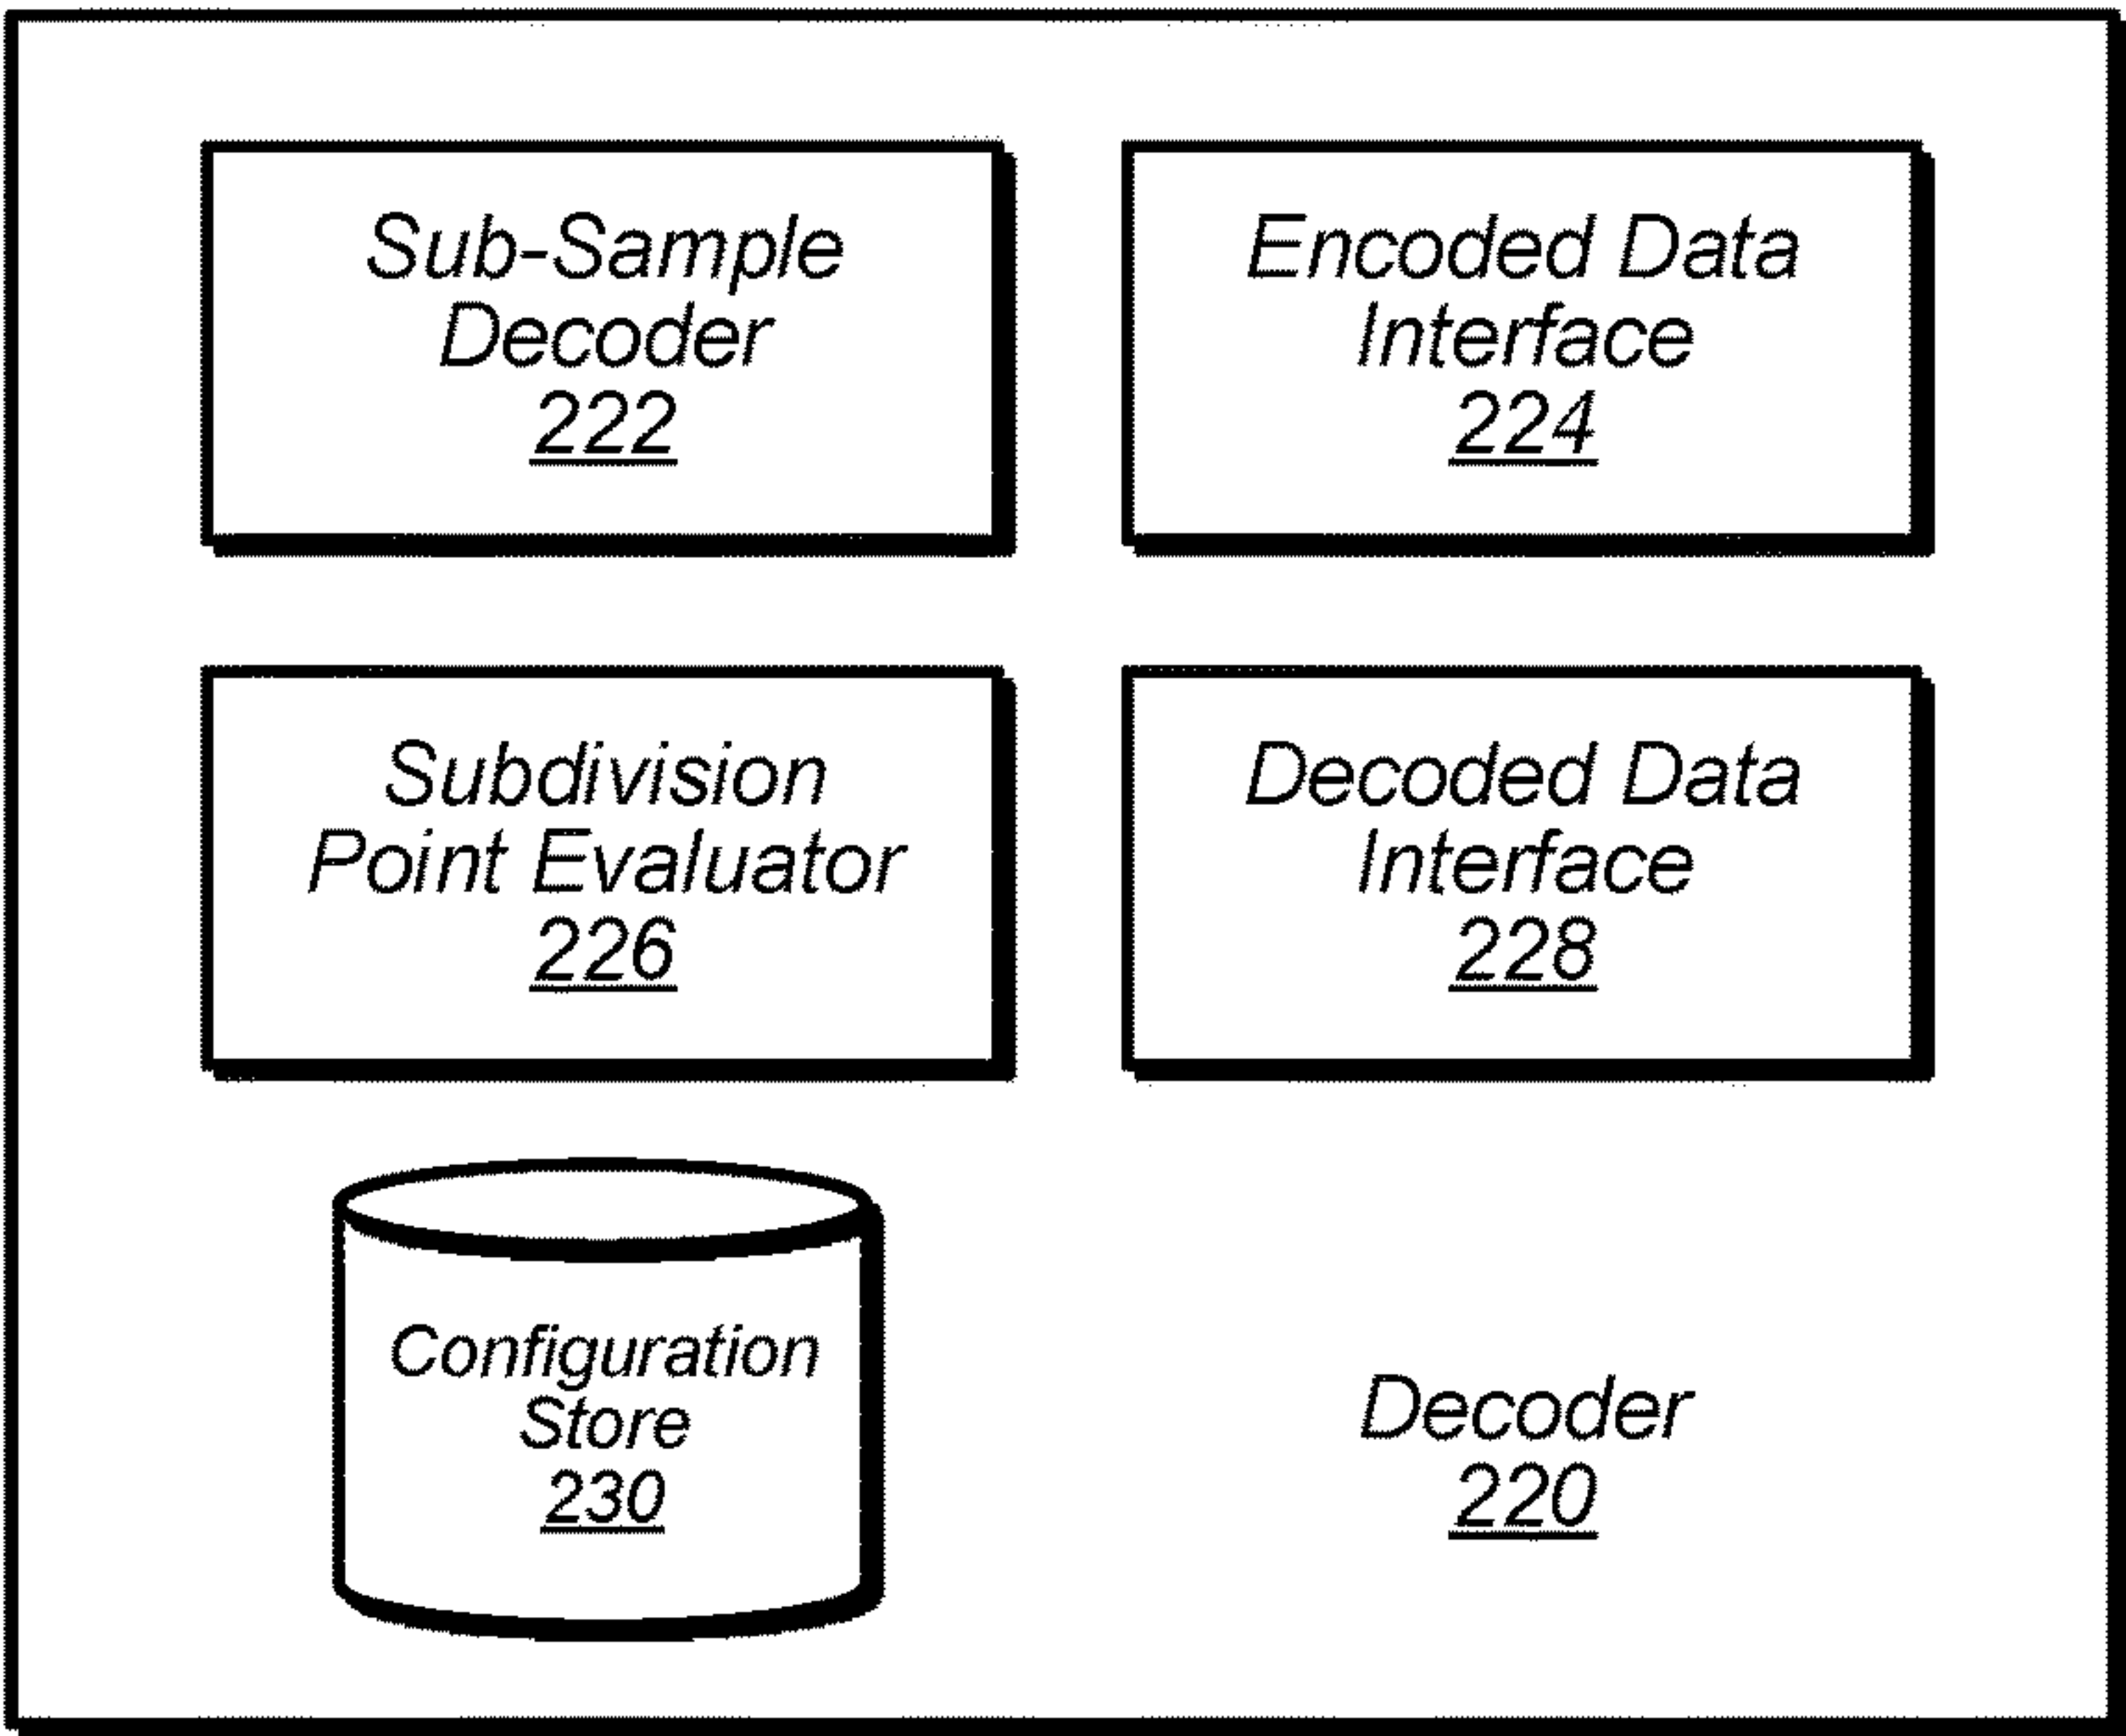 Sub-Sample
Decoder
222
Encoded Data
Interface
224
Subdivision
Point Evaluator
226
Decoded Data
Interface
228
Configuration
Store
230
Decoder
220